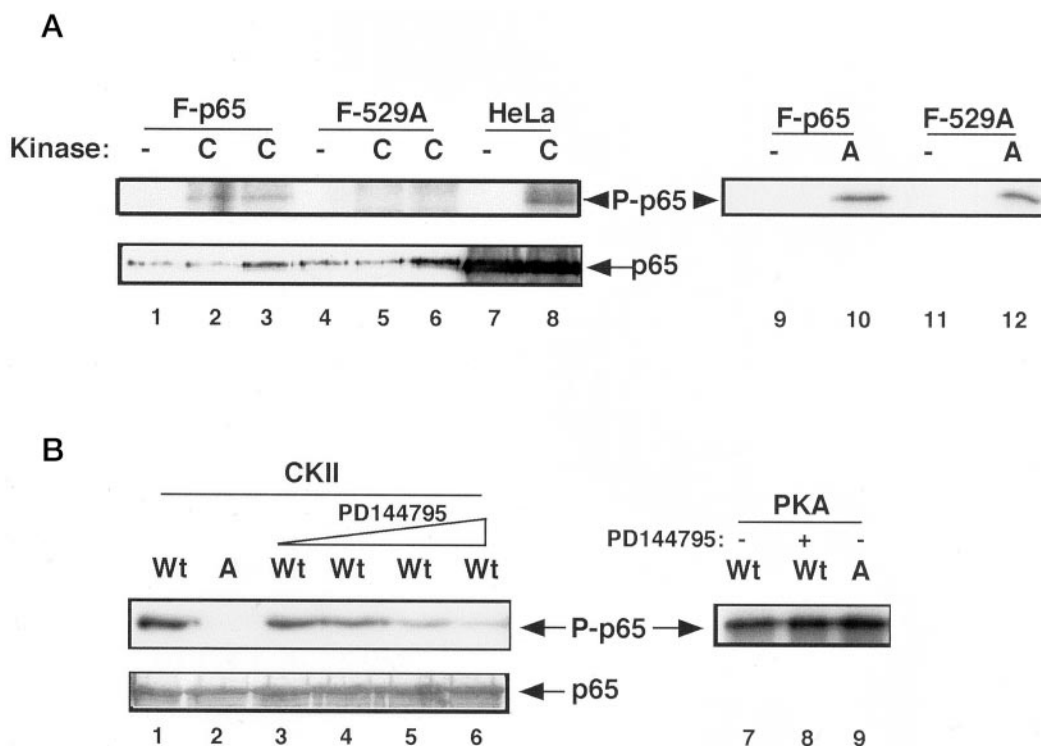 A
F-p65 F-529A HeLa F-p65 F-529A
Kinase: - C C - C C - C - A - A
P-p65
p65
1 2 3 4 5 6 7 8 9 10 11 12
B
CKII
PD144795
PKA
PD144795: - + -
Wt A Wt Wt Wt Wt Wt Wt A
P-p65
p65
1 2 3 4 5 6 7 8 9